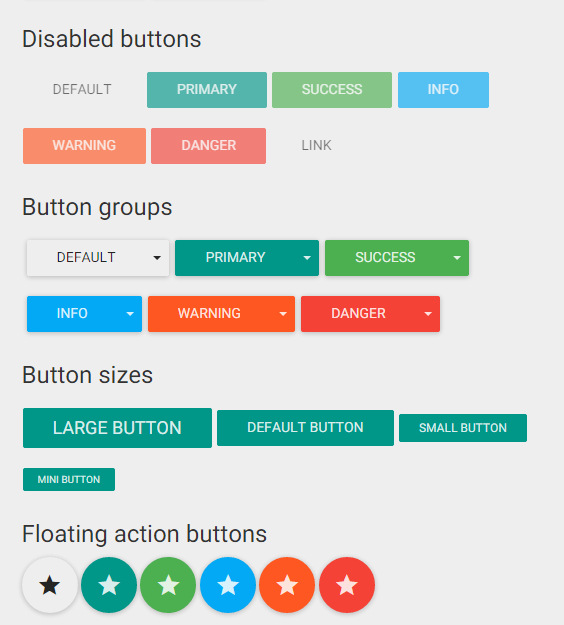 Disabled buttons
DEFAULT PRIMARY SUCCESS INFO
WARNING DANGER LINK
Button groups
DEFAULT PRIMARY SUCCESS
INFO WARNING DANGER
Button sizes
LARGE BUTTON DEFAULT BUTTON SMALL BUTTON
MINI BUTTON
Floating action buttons